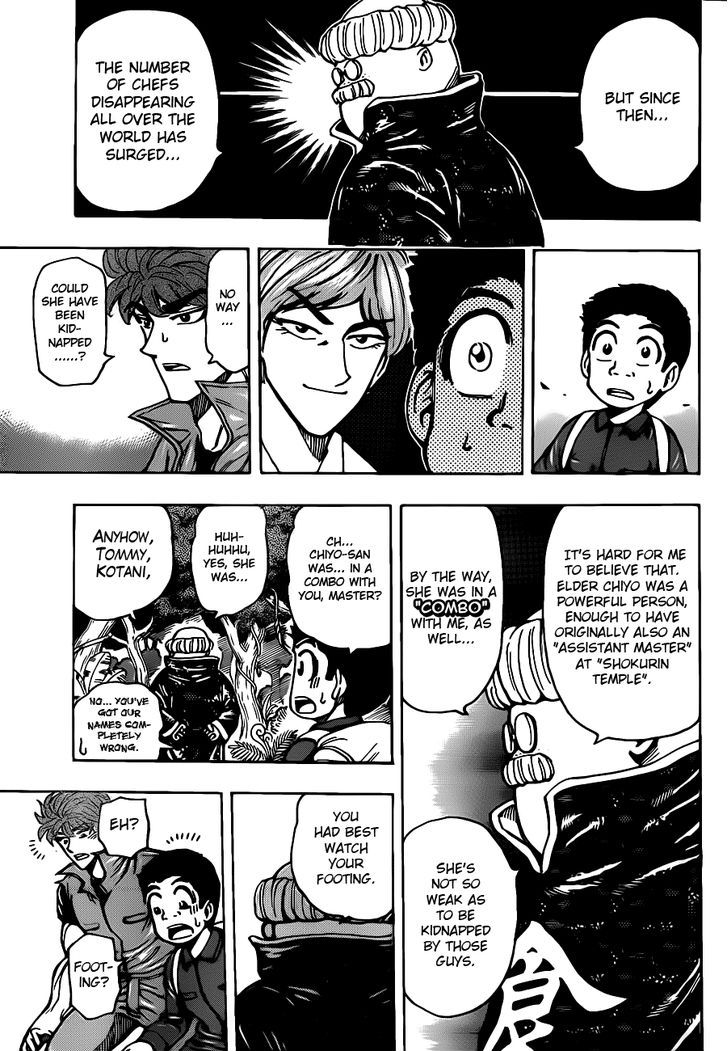 BUT SINCE
THEN...
THE NUMBER
OF CHEFS
DISAPPEARING
ALL OVER
THE WORLD HAS
SURGED...
NO
WAY
...
COULD
SHE HAVE
BEEN
KID-
NAPPED
......?
IT'S HARD FOR ME
TO BELIEVE THAT.
ELDER CHIYO WAS A
POWERFUL PERSON,
ENOUGH TO HAVE
ORIGINALLY ALSO AN
"ASSISTANT MASTER"
AT "SHOKURIN
TEMPLE".
BY THE WAY,
SHE WAS IN A
"COMBO"
WITH ME, AS
WELL...
SHE'S
NOT SO
WEAK AS
TO BE
KIDNAPPED
BY THOSE
GUYS.
食
CH...
CHIYO-SAN
WAS... IN A
COMBO WITH
YOU, MASTER?
HUH-
HUHHU,
YES, SHE
WAS...
ANYHOW,
TOMMY,
KOTANI,
NO... YOU'VE
GOT OUR
NAMES COM-
PLETELY
WRONG.
YOU
HAD BEST
WATCH
YOUR
FOOTING.
EH?
FOOT-
ING?